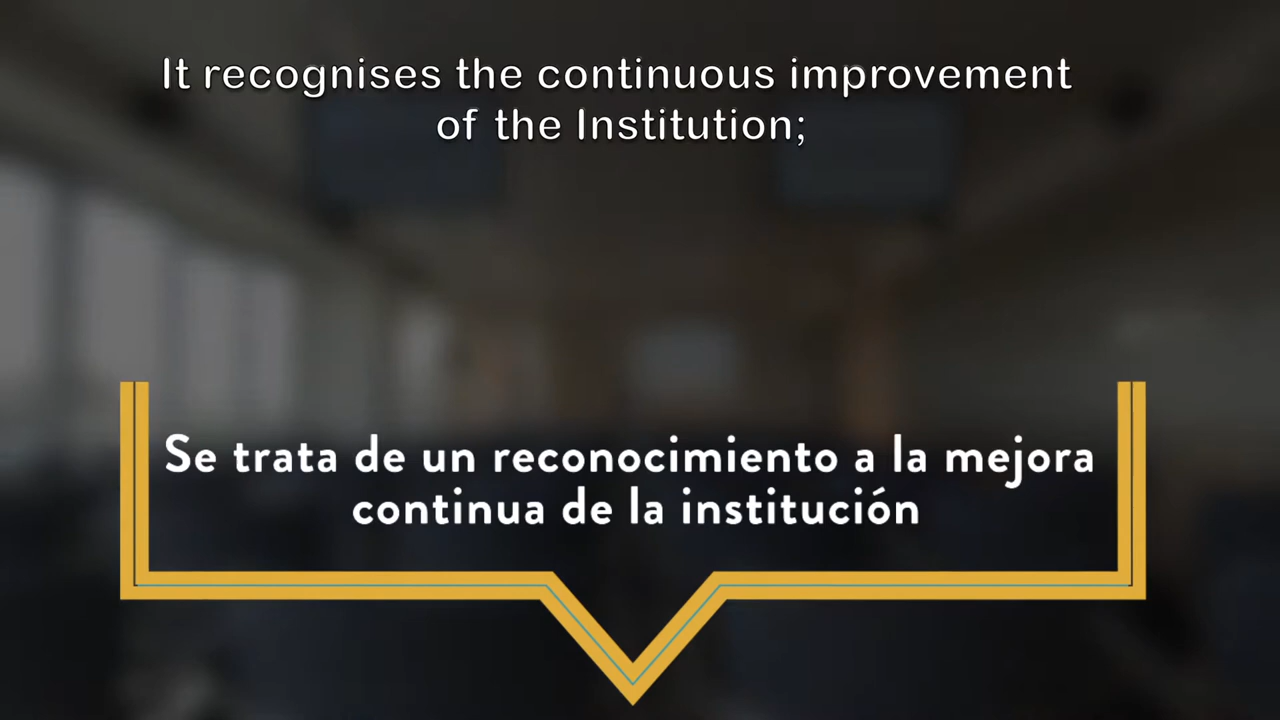 It recognises the continuous improvement
of the Institution;
Se trata de un reconocimiento a la mejora
continua de la institución